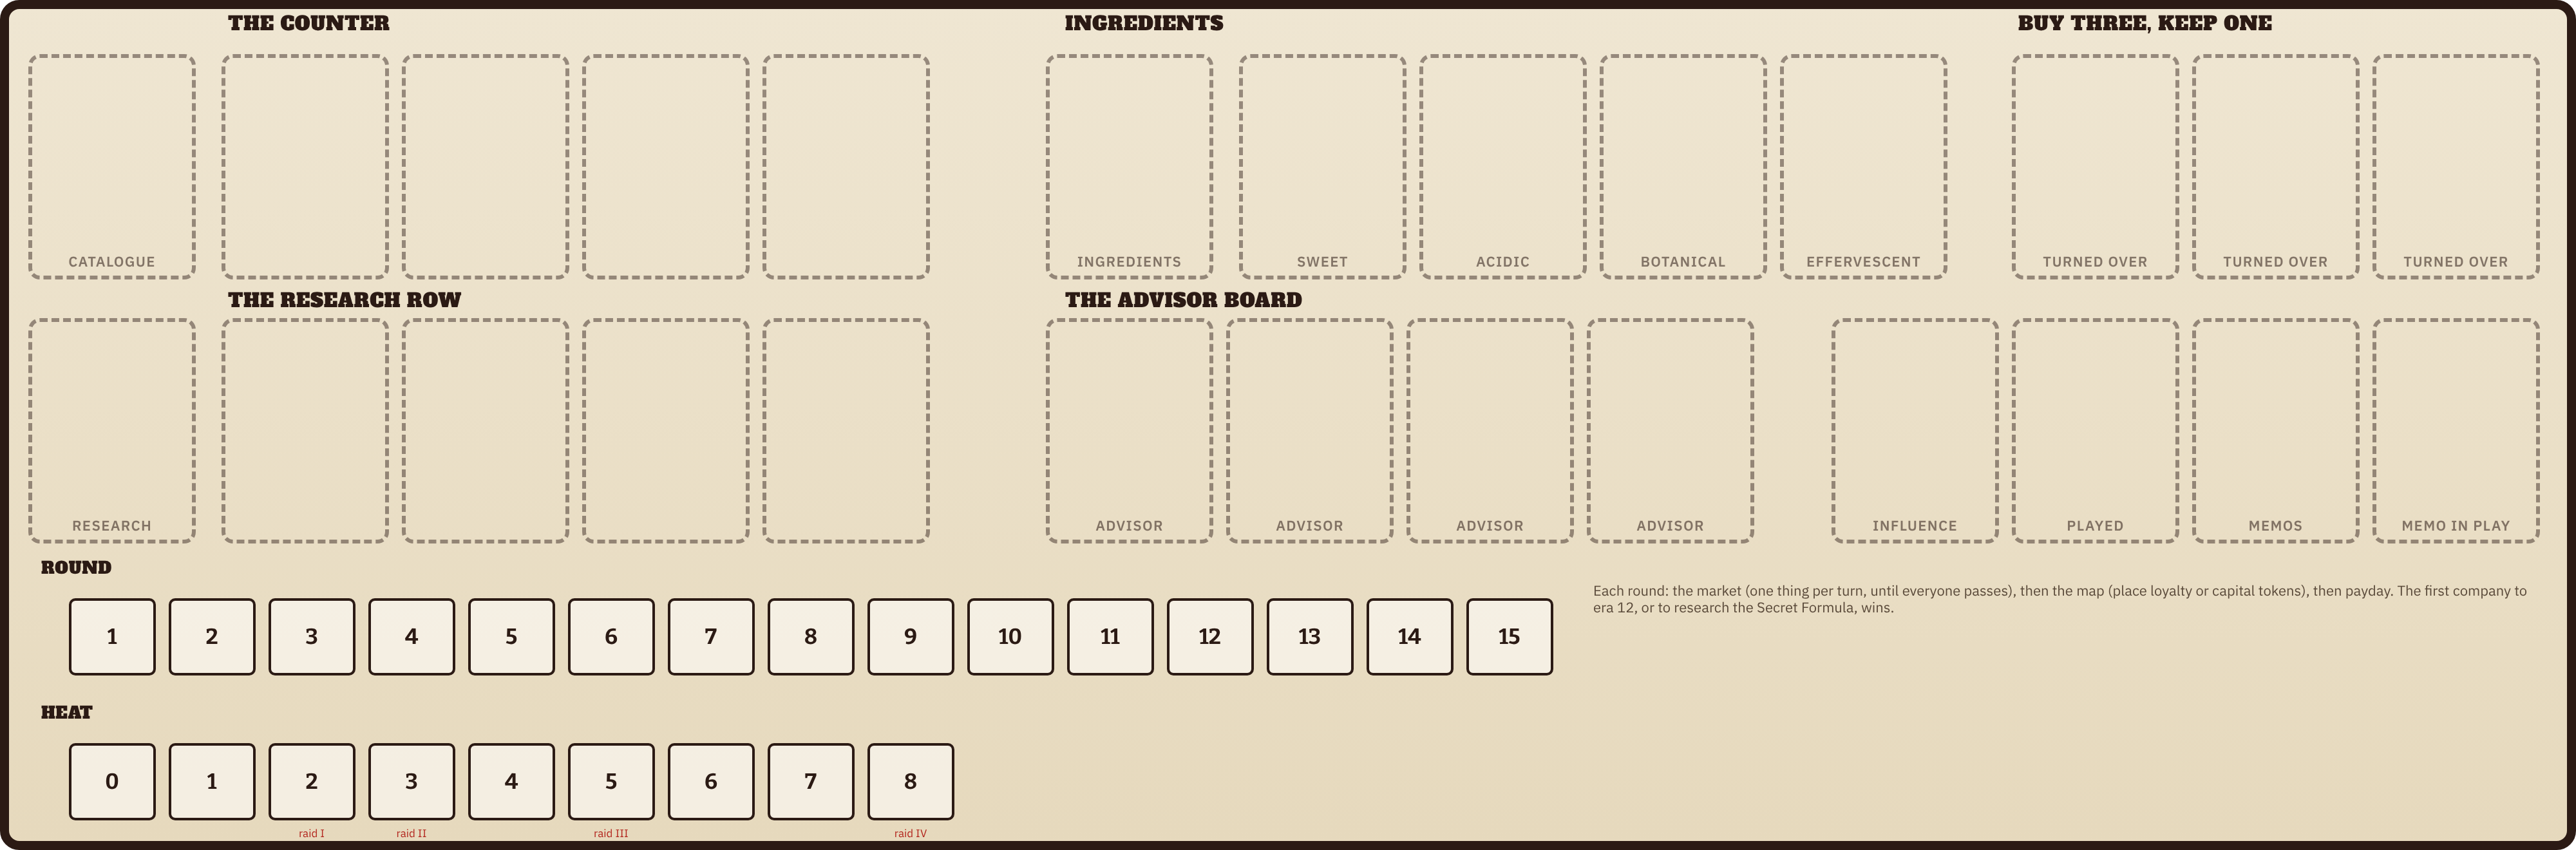 THE COUNTER
INGREDIENTS
BUY THREE, KEEP ONE
CATALOGUE
INGREDIENTS
SWEET
ACIDIC
BOTANICAL
EFFERVESCENT
TURNED OVER
TURNED OVER
TURNED OVER
THE RESEARCH ROW
THE ADVISOR BOARD
RESEARCH
ADVISOR
ADVISOR
ADVISOR
ADVISOR
INFLUENCE
PLAYED
MEMOS
MEMO IN PLAY
ROUND
1 2 3 4 5 6 7 8 9 10 11 12 13 14 15
Each round: the market (one thing per turn, until everyone passes), then the map (place loyalty or capital tokens), then payday. The first company to
era 12, or to research the Secret Formula, wins.
HEAT
0 1 2 3 4 5 6 7 8
raid I
raid II
raid III
raid IV